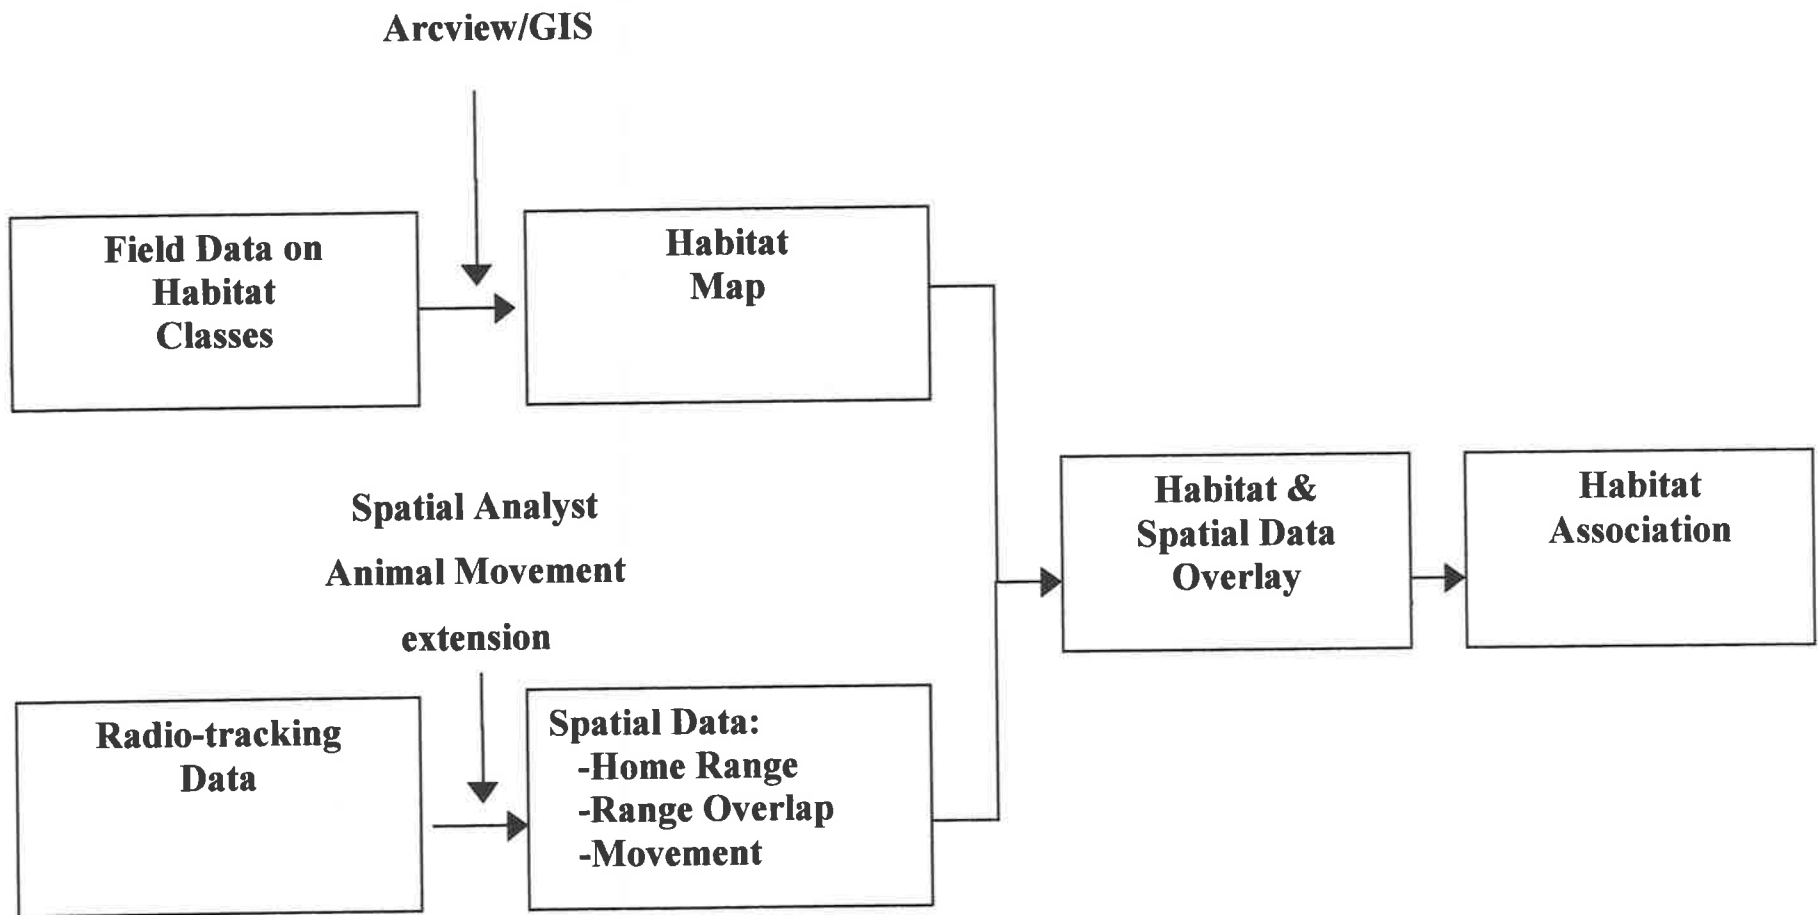 Arcview/GIS
Field Data on
Habitat
Classes
Habitat
Map
Spatial Analyst
Animal Movement
extension
Habitat &
Spatial Data
Overlay
Habitat
Association
Radio-tracking
Data
Spatial Data:
-Home Range
-Range Overlap
-Movement